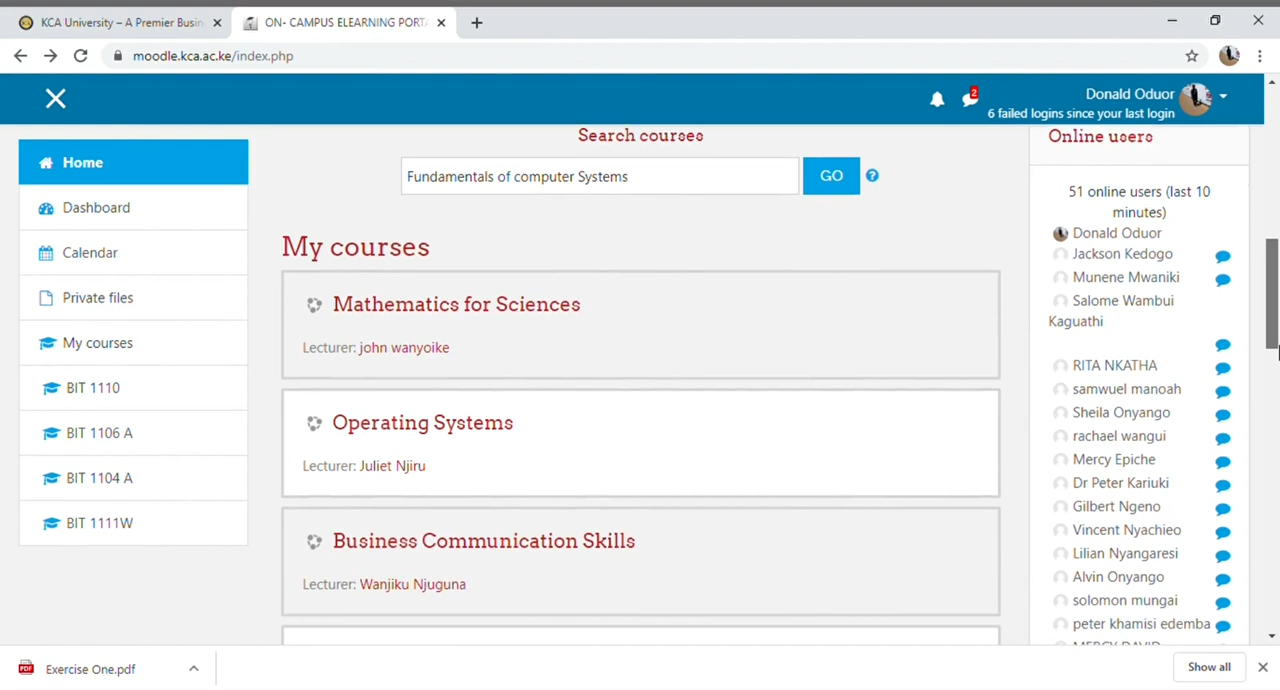 KCA University – A Premier Busin
ON- CAMPUS ELEARNING PORTA
moodle.kca.ac.ke/index.php
2
Donald Oduor
6 failed logins since your last login
Home
Dashboard
Calendar
Private files
My courses
BIT 1110
BIT 1106 A
BIT 1104 A
BIT 1111W
Search courses
Fundamentals of computer Systems
GO
?
My courses
Mathematics for Sciences
Lecturer: john wanyoike
Operating Systems
Lecturer: Juliet Njiru
Business Communication Skills
Lecturer: Wanjiku Njuguna
Online users
51 online users (last 10
minutes)
Donald Oduor
Jackson Kedogo
Munene Mwaniki
Salome Wambui
Kaguathi
RITA NKATHA
samwuel manoah
Sheila Onyango
rachael wangui
Mercy Epiche
Dr Peter Kariuki
Gilbert Ngeno
Vincent Nyachieo
Lilian Nyangaresi
Alvin Onyango
solomon mungai
peter khamisi edemba
MERCY DAVID
PDF
Exercise One.pdf
Show all